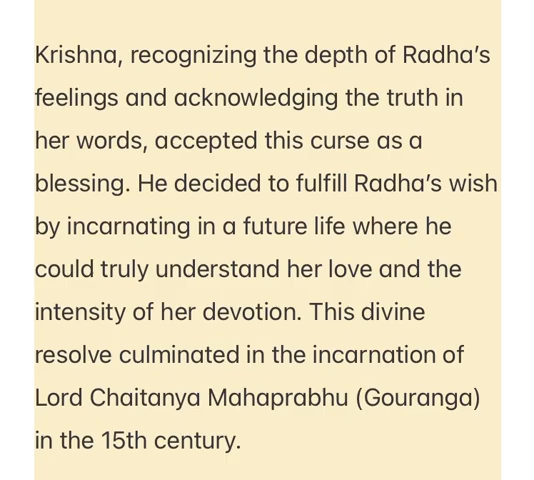 Krishna, recognizing the depth of Radha’s
feelings and acknowledging the truth in
her words, accepted this curse as a
blessing. He decided to fulfill Radha’s wish
by incarnating in a future life where he
could truly understand her love and the
intensity of her devotion. This divine
resolve culminated in the incarnation of
Lord Chaitanya Mahaprabhu (Gouranga)
in the 15th century.